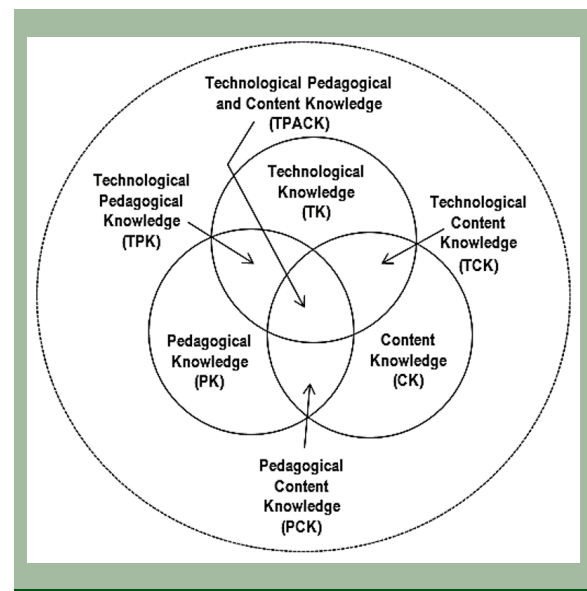 Technological Pedagogical
and Content Knowledge
(TPACK)
Technological
Knowledge
(TK)
Technological
Pedagogical
Knowledge
(TPK)
Technological
Content
Knowledge
(TCK)
Pedagogical
Knowledge
(PK)
Content
Knowledge
(CK)
Pedagogical
Content
Knowledge
(PCK)